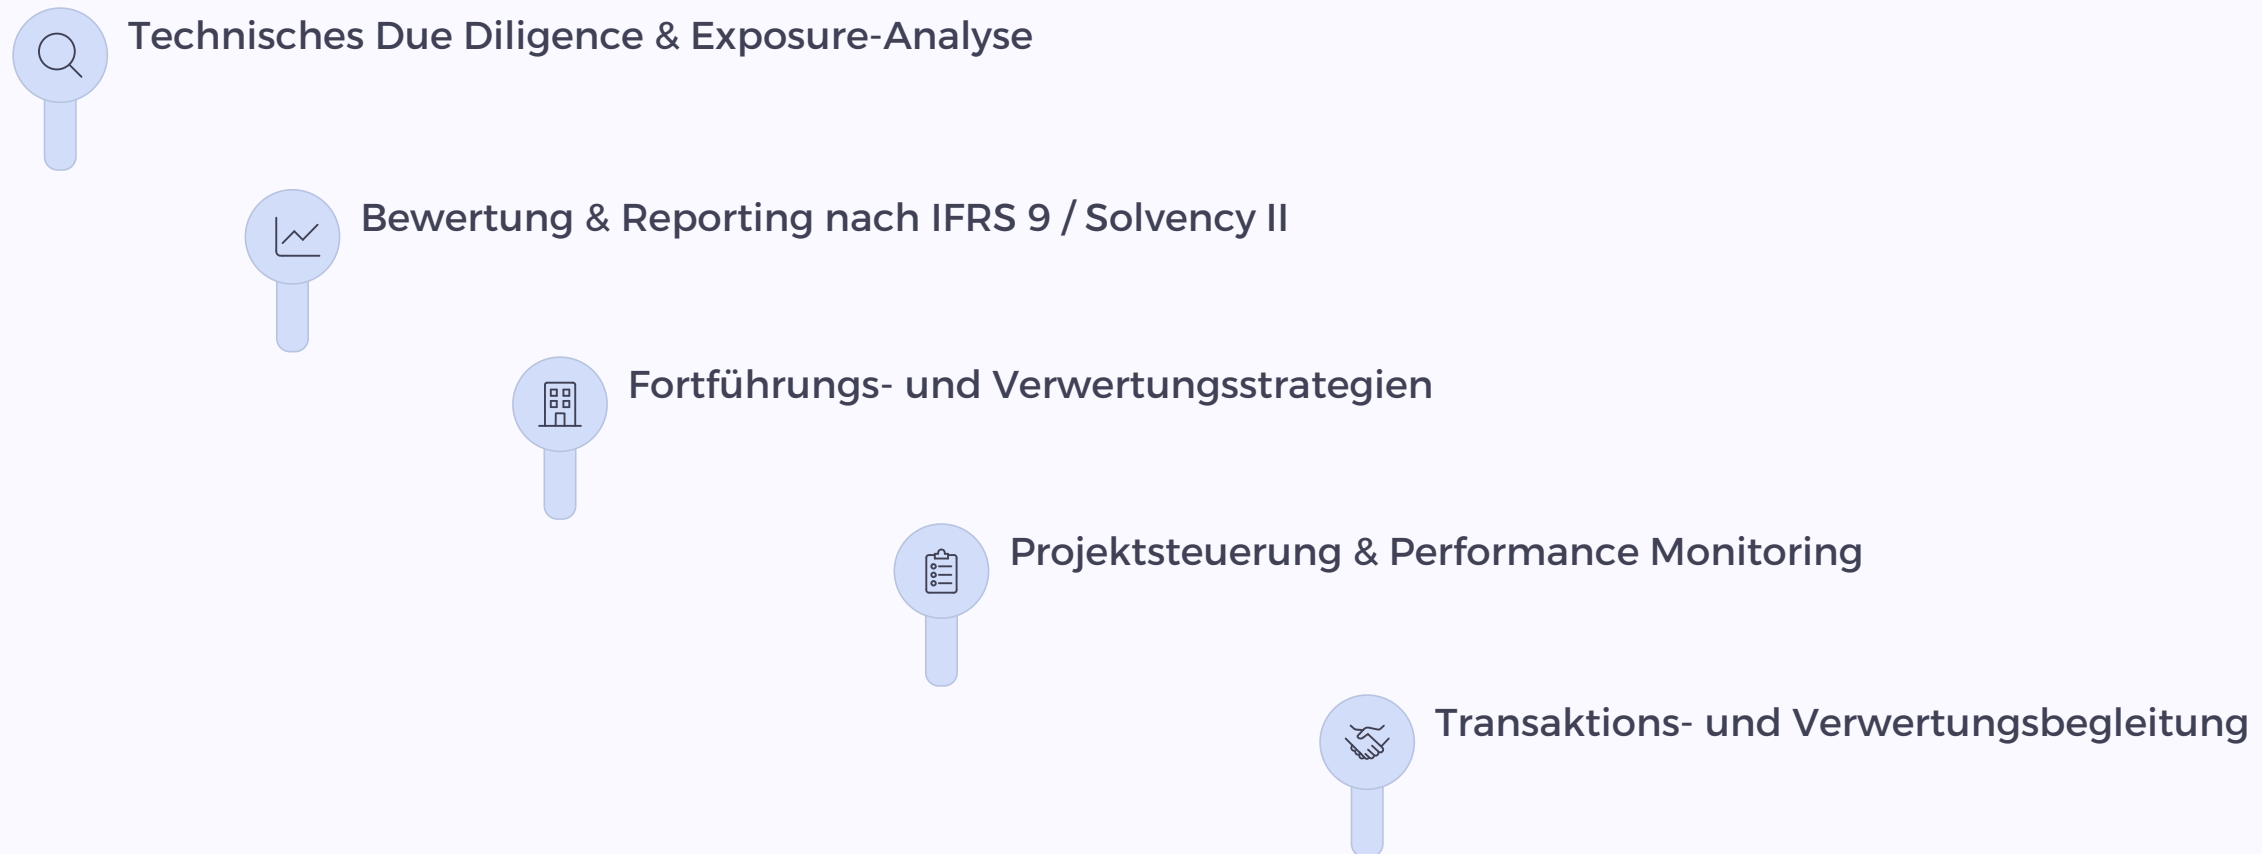 Technisches Due Diligence & Exposure-Analyse
Bewertung & Reporting nach IFRS 9 / Solvency II
Fortführungs- und Verwertungsstrategien
Projektsteuerung & Performance Monitoring
Transaktions- und Verwertungsbegleitung